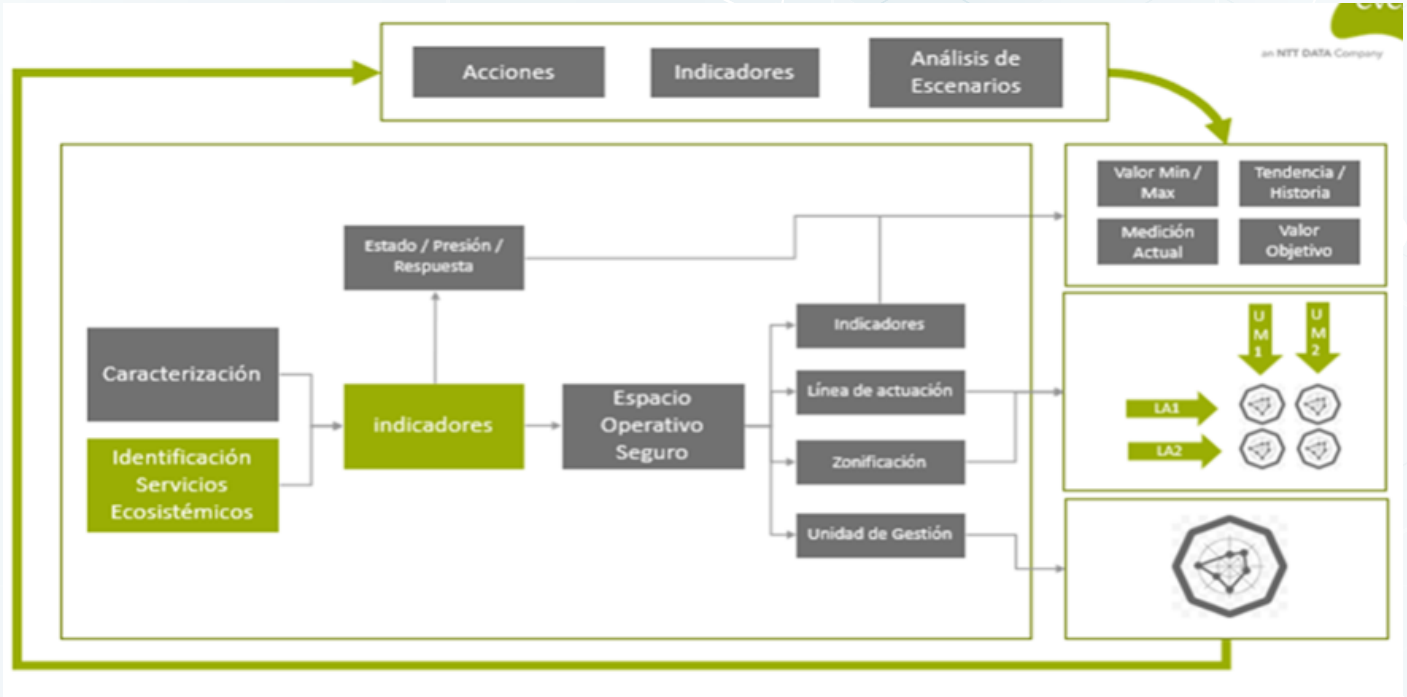 an NTT DATA Company
Acciones
Indicadores
Análisis de
Escenarios
Valor Min /
Max
Tendencia /
Historia
Medición
Actual
Valor
Objetivo
Estado / Presión /
Respuesta
Caracterización
Identificación
Servicios
Ecosistémicos
indicadores
Espacio
Operativo
Seguro
Indicadores
Línea de actuación
Zonificación
Unidad de Gestión
U
M
1
U
M
2
LA1
LA2